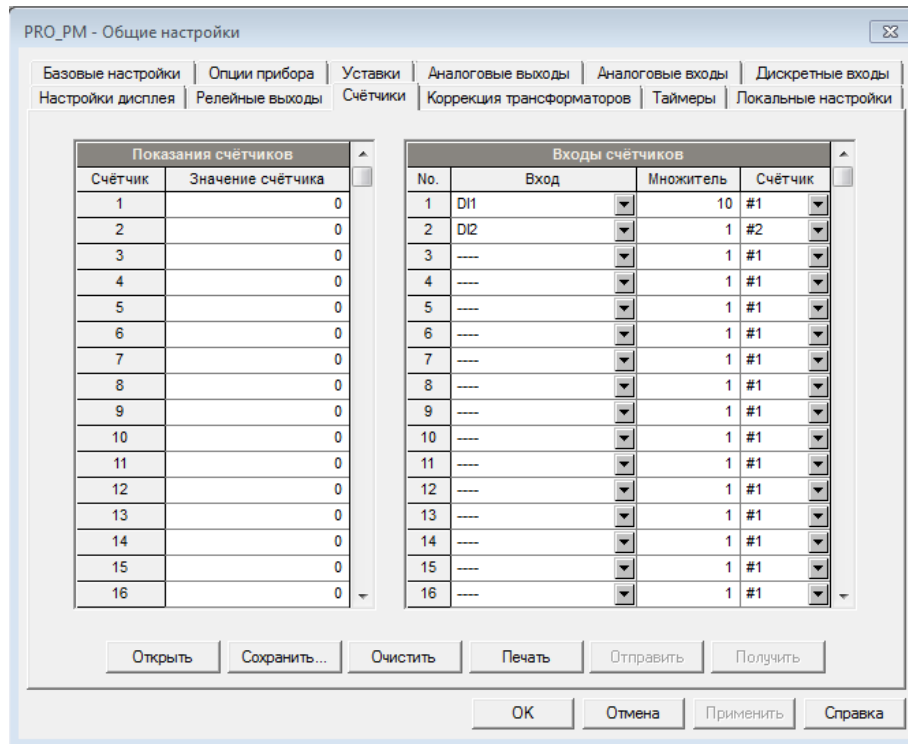 PRO_PM - Общие настройки
Базовые настройки Опции прибора Уставки Аналоговые выходы Аналоговые входы Дискретные входы
Настройки дисплея Релейные выходы Счётчики Коррекция трансформаторов Таймеры Локальные настройки
Показания счётчиков Входы счётчиков
Счётчик Значение счётчика No. Вход Множитель Счётчик
1 0 1 DI1 10 #1
2 0 2 DI2 1 #2
3 0 3 ---- 1 #1
4 0 4 ---- 1 #1
5 0 5 ---- 1 #1
6 0 6 ---- 1 #1
7 0 7 ---- 1 #1
8 0 8 ---- 1 #1
9 0 9 ---- 1 #1
10 0 10 ---- 1 #1
11 0 11 ---- 1 #1
12 0 12 ---- 1 #1
13 0 13 ---- 1 #1
14 0 14 ---- 1 #1
15 0 15 ---- 1 #1
16 0 16 ---- 1 #1
Открыть Сохранить... Очистить Печать Отправить Получить
OK Отмена Применить Справка